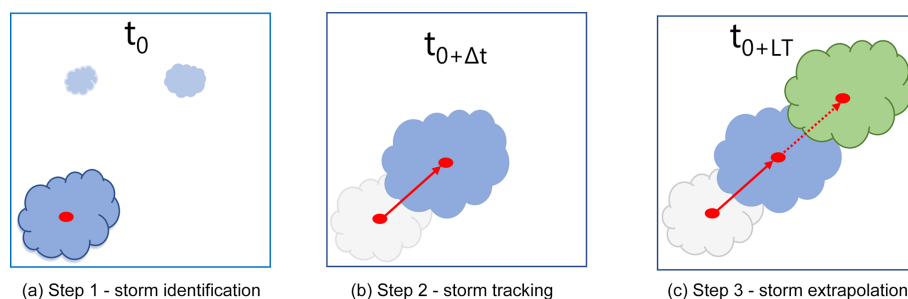 t0
t0+Δt
t0+LT
(a) Step 1 - storm identification
(b) Step 2 - storm tracking
(c) Step 3 - storm extrapolation